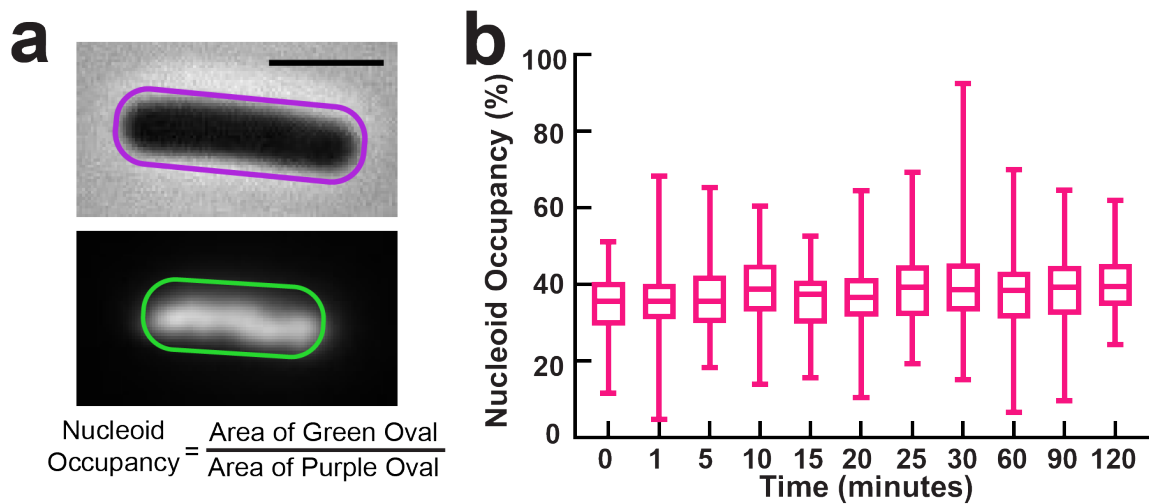 a
Nucleoid
Occupancy
=
Area of Green Oval
Area of Purple Oval
b
Nucleoid Occupancy (%)
100
80
60
40
20
0
0 1 5 10 15 20 25 30 60 90 120
Time (minutes)